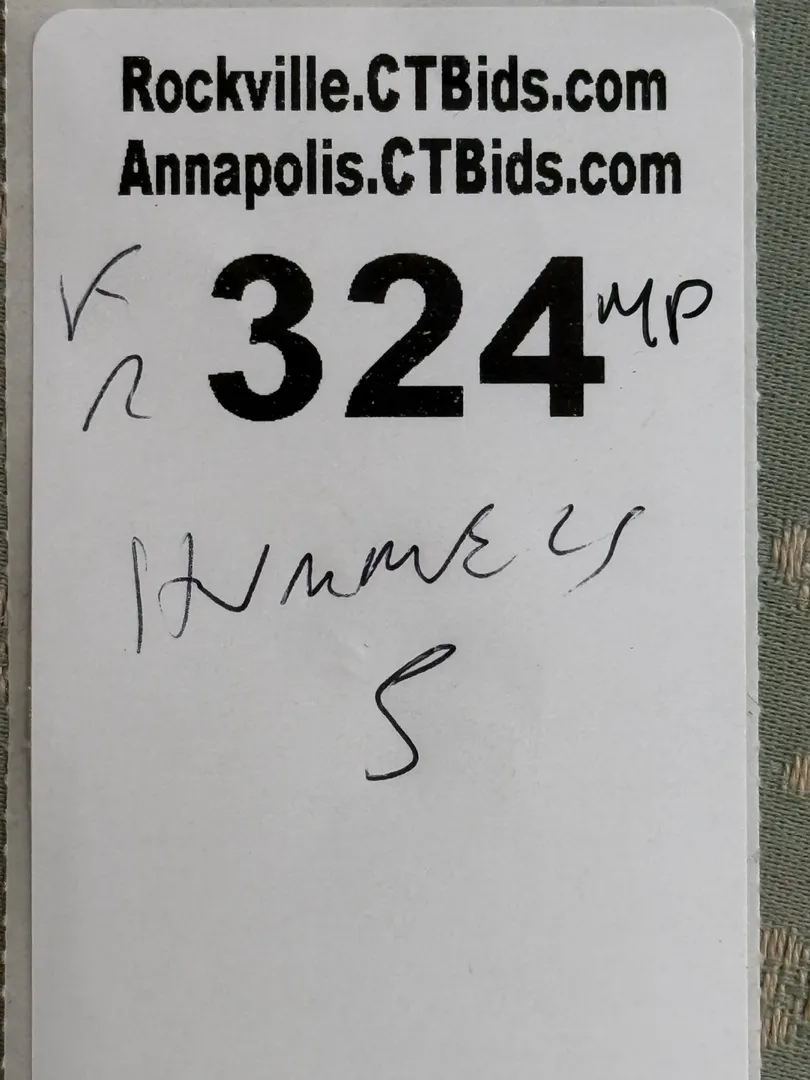 Rockville.CTBids.com
Annapolis.CTBids.com
324 MP
HUMMELS
5